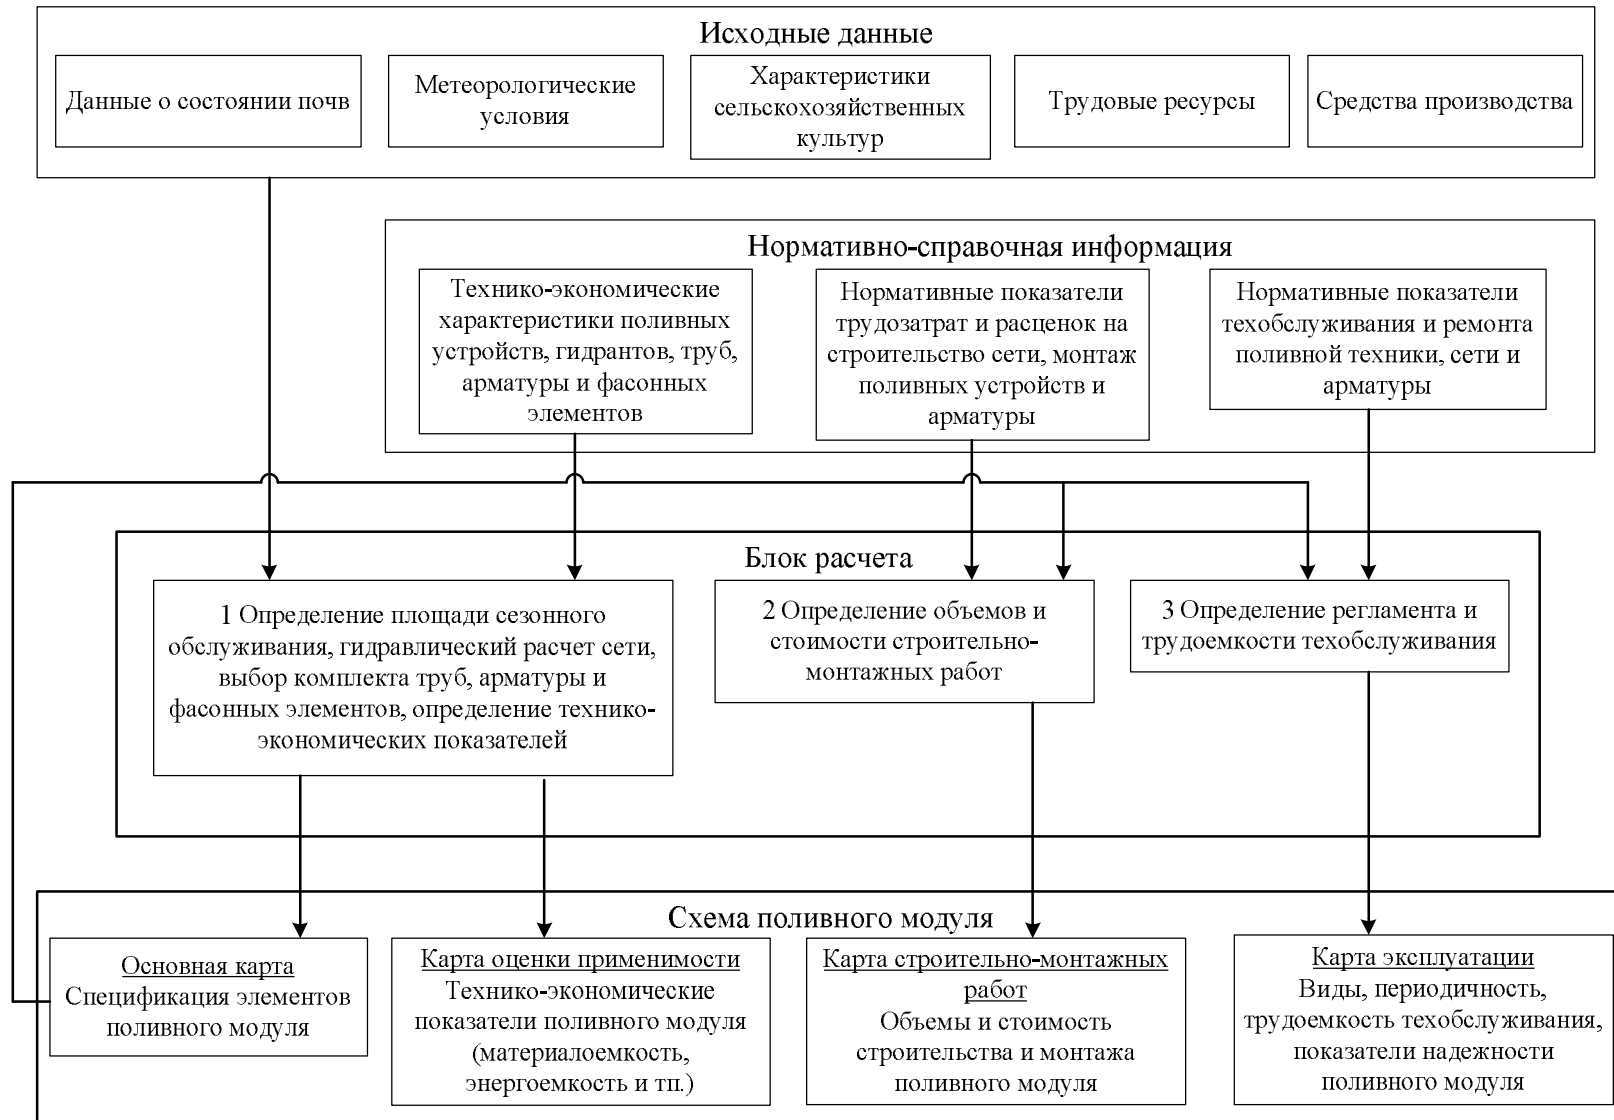 Исходные данные
Данные о состоянии почв
Метеорологические
условия
Характеристики
сельскохозяйственных
культур
Трудовые ресурсы
Средства производства
Нормативно-справочная информация
Технико-экономические
характеристики поливных
устройств, гидрантов, труб,
арматуры и фасонных
элементов
Нормативные показатели
трудозатрат и расценок на
строительство сети, монтаж
поливных устройств и
арматуры
Нормативные показатели
техобслуживания и ремонта
поливной техники, сети и
арматуры
Блок расчета
1 Определение площади сезонного
обслуживания, гидравлический расчет сети,
выбор комплекта труб, арматуры и
фасонных элементов, определение технико-
экономических показателей
2 Определение объемов и
стоимости строительно-
монтажных работ
3 Определение регламента и
трудоемкости техобслуживания
Схема поливного модуля
Основная карта
Спецификация элементов
поливного модуля
Карта оценки применимости
Технико-экономические
показатели поливного модуля
(материалоемкость,
энергоемкость и тп.)
Карта строительно-монтажных
работ
Объемы и стоимость
строительства и монтажа
поливного модуля
Карта эксплуатации
Виды, периодичность,
трудоемкость техобслуживания,
показатели надежности
поливного модуля